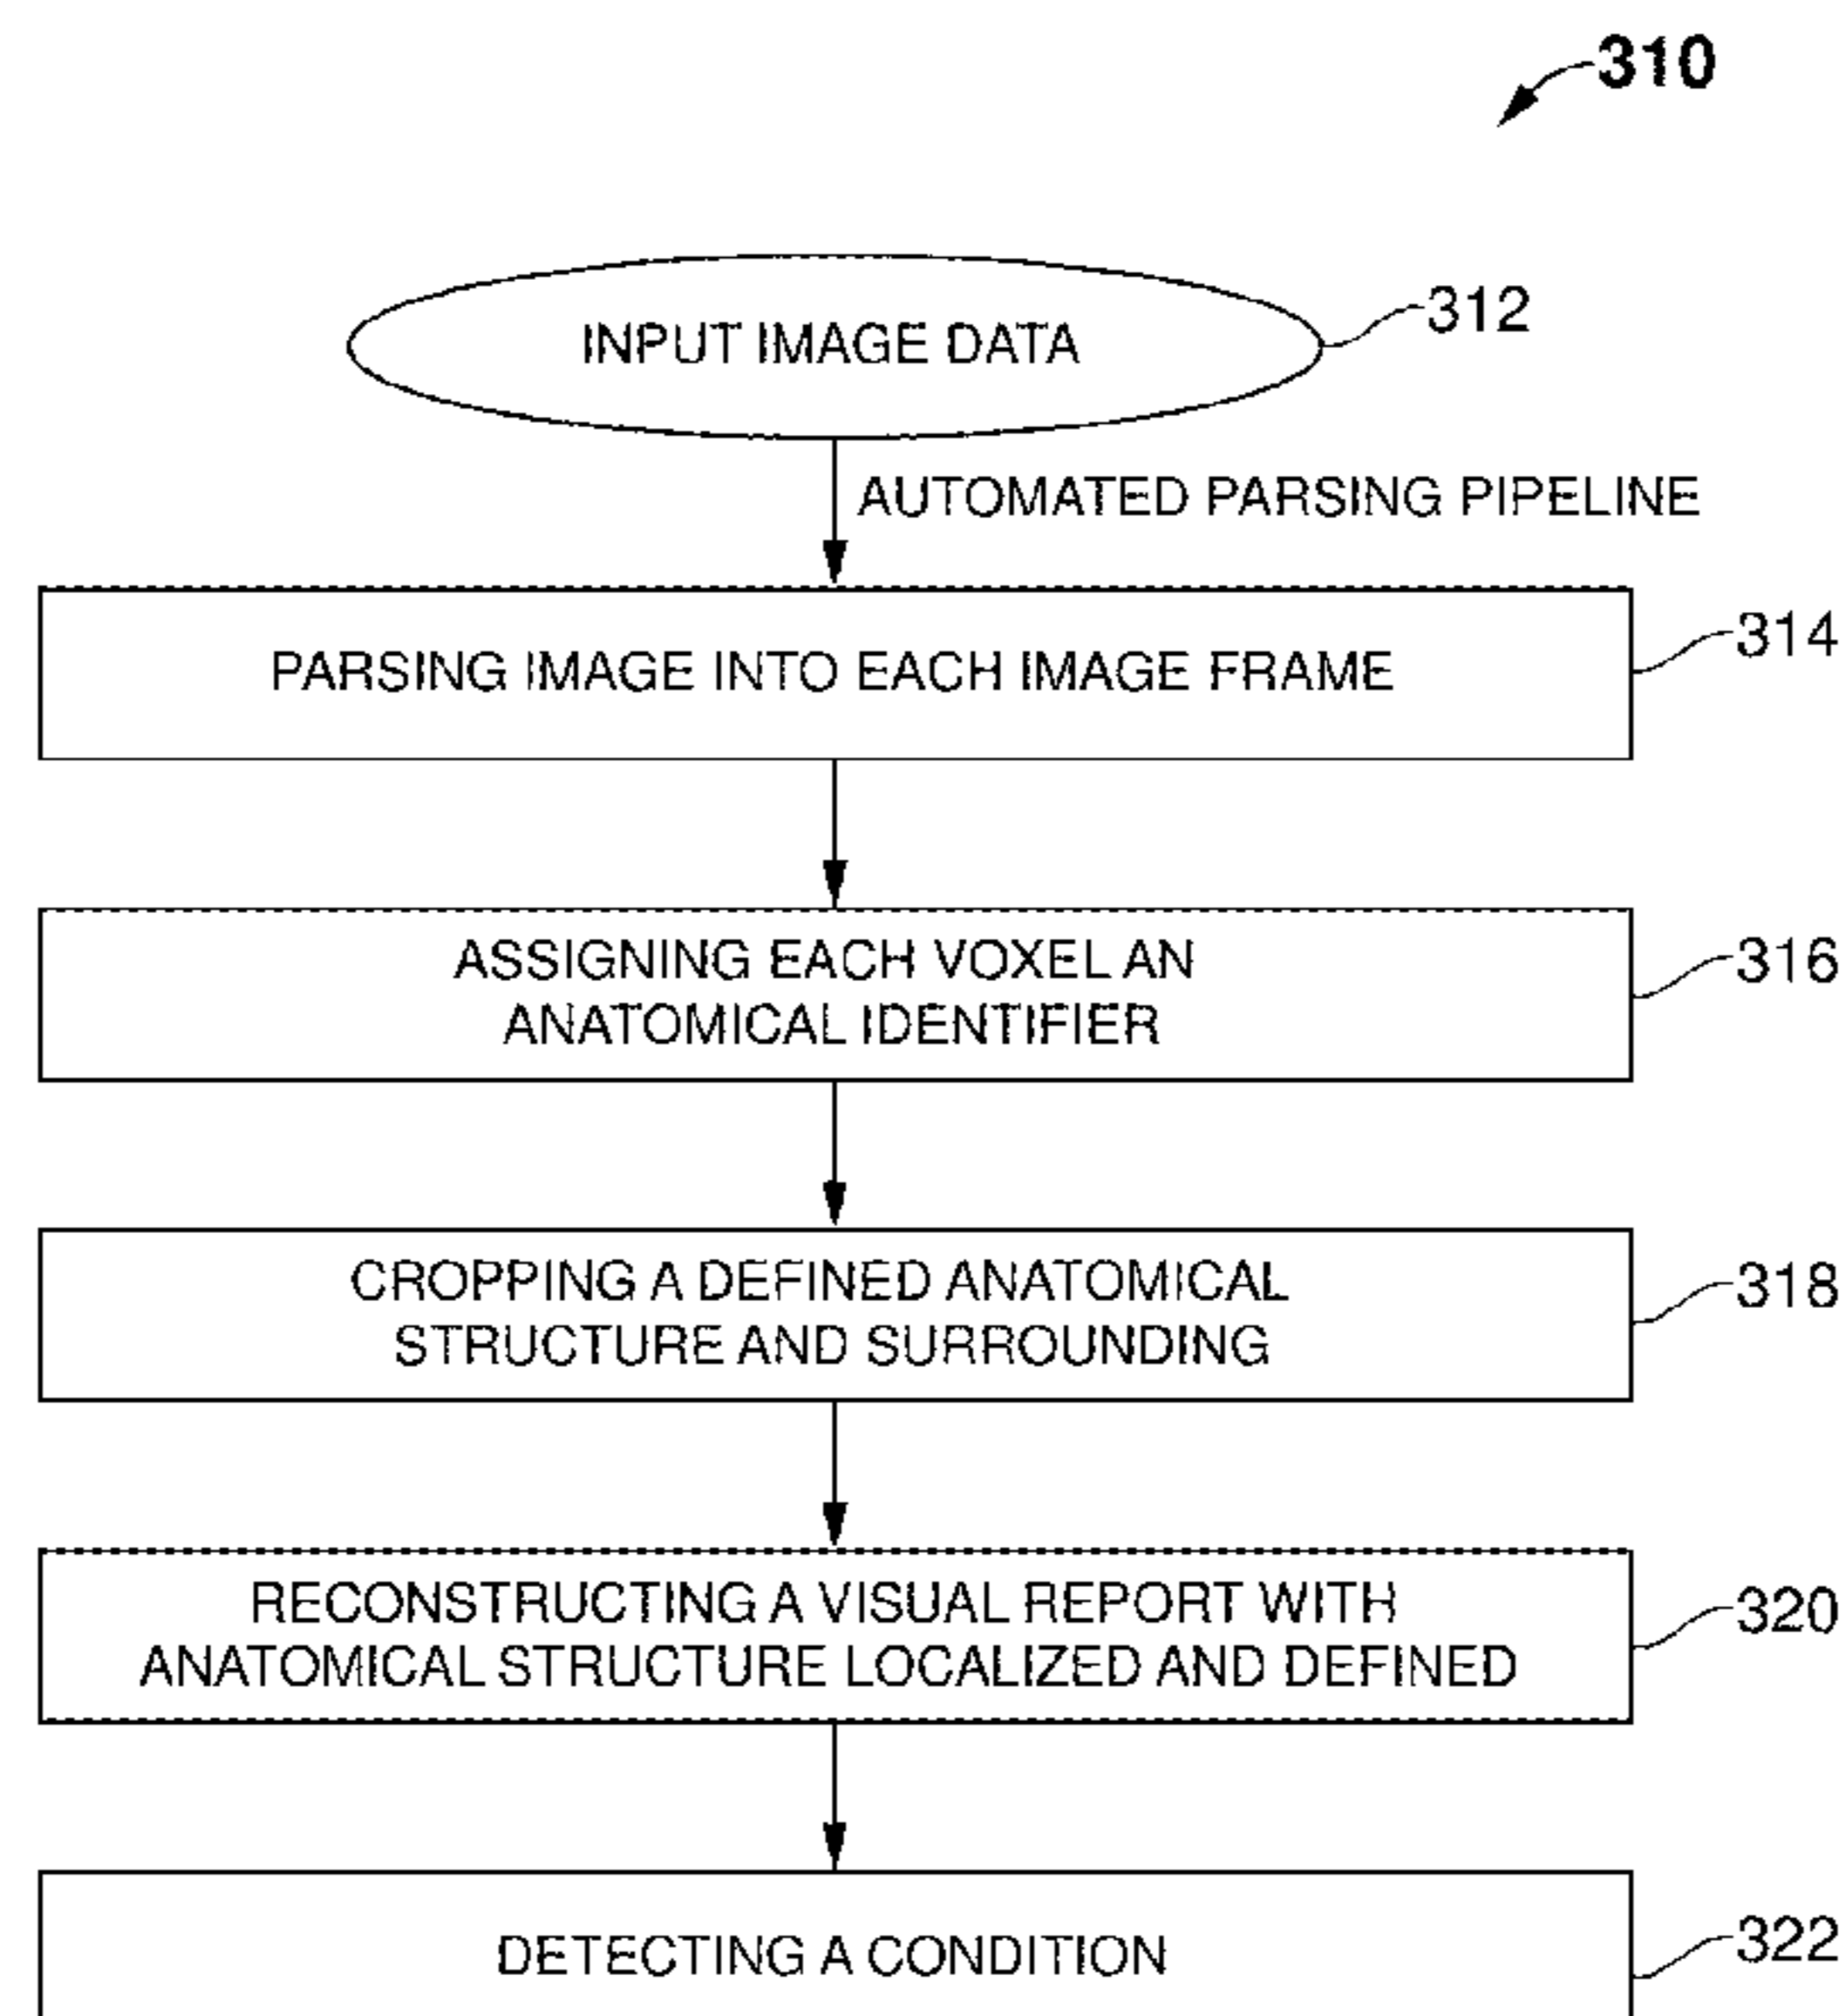 310
INPUT IMAGE DATA
312
AUTOMATED PARSING PIPELINE
PARSING IMAGE INTO EACH IMAGE FRAME
314
ASSIGNING EACH VOXEL AN
ANATOMICAL IDENTIFIER
316
CROPPING A DEFINED ANATOMICAL
STRUCTURE AND SURROUNDING
318
RECONSTRUCTING A VISUAL REPORT WITH
ANATOMICAL STRUCTURE LOCALIZED AND DEFINED
320
DETECTING A CONDITION
322